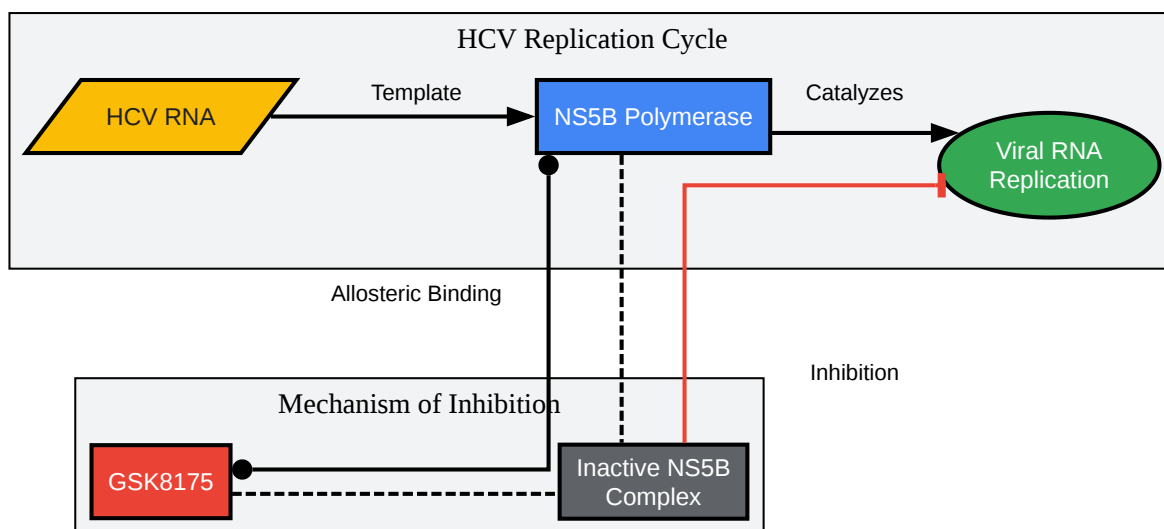 HCV Replication Cycle
Template
Catalyzes
HCV RNA
NS5B Polymerase
Viral RNA
Replication
Allosteric Binding
Inhibition
Mechanism of Inhibition
GSK8175
Inactive NS5B
Complex